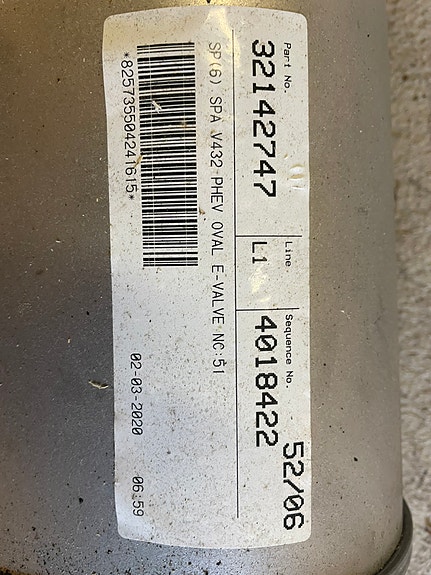 Part No. Line Sequence No.
32142747 L1 4018422 52/06
SP(6) SPA V432 PHEV OVAL E-VALVE NC:51
*825735504241615*
02-03-2020 06:59